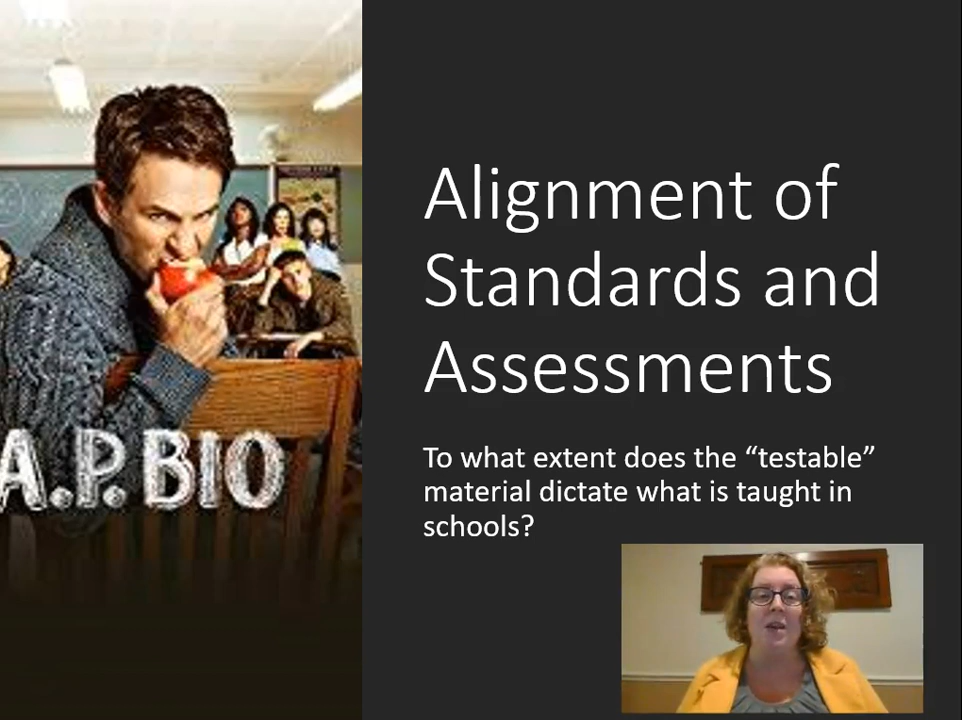 A.P. BIO
Alignment of
Standards and
Assessments
To what extent does the “testable”
material dictate what is taught in
schools?